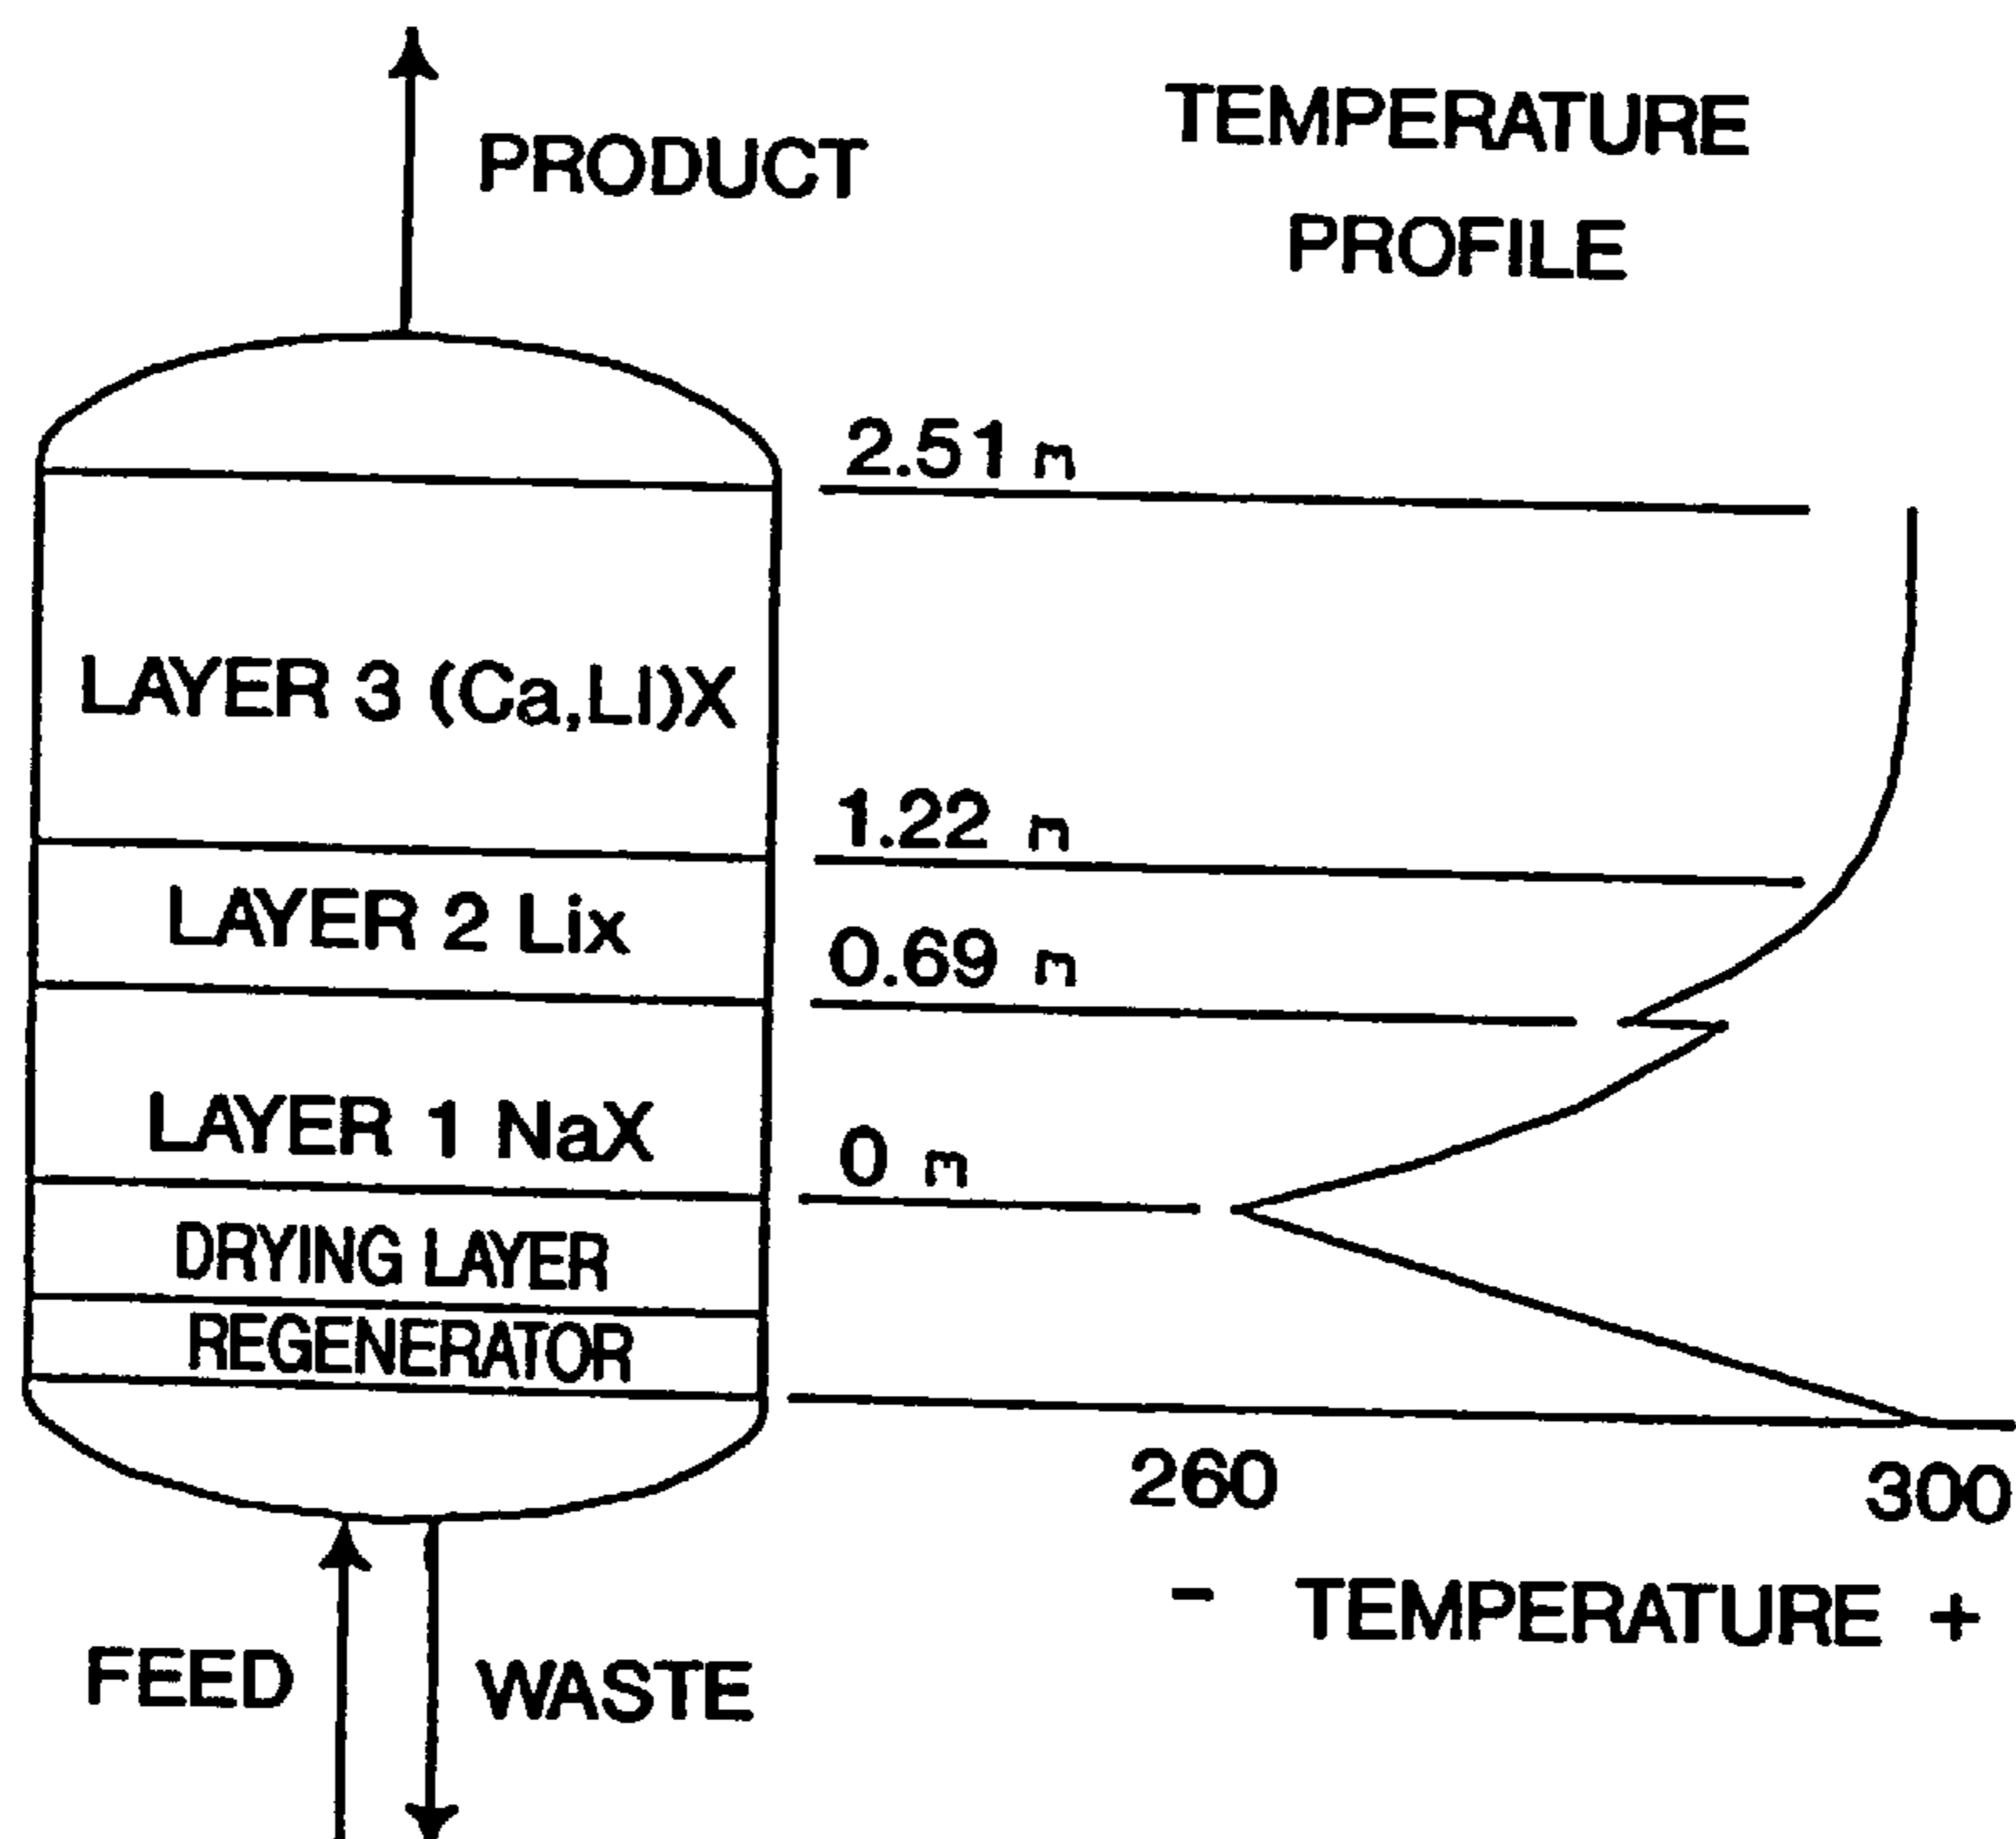 PRODUCT
TEMPERATURE
PROFILE
2.51 m
LAYER 3 (Ca,LI)X
1.22 m
LAYER 2 Lix
0.69 m
LAYER 1 NaX
0 m
DRYING LAYER
REGENERATOR
260
300
- TEMPERATURE +
FEED
WASTE